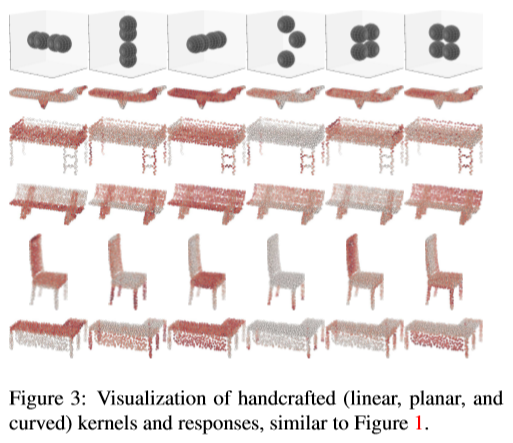 Figure 3: Visualization of handcrafted (linear, planar, and
curved) kernels and responses, similar to Figure 1.